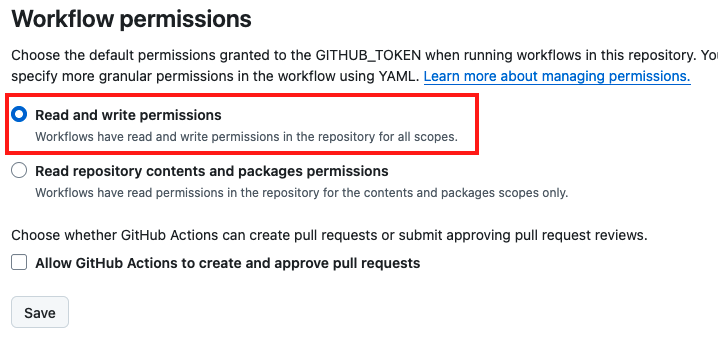 Workflow permissions
Choose the default permissions granted to the GITHUB_TOKEN when running workflows in this repository.
specify more granular permissions in the workflow using YAML. Learn more about managing permissions.
Read and write permissions
Workflows have read and write permissions in the repository for all scopes.
Read repository contents and packages permissions
Workflows have read permissions in the repository for the contents and packages scopes only.
Choose whether GitHub Actions can create pull requests or submit approving pull request reviews.
Allow GitHub Actions to create and approve pull requests
Save